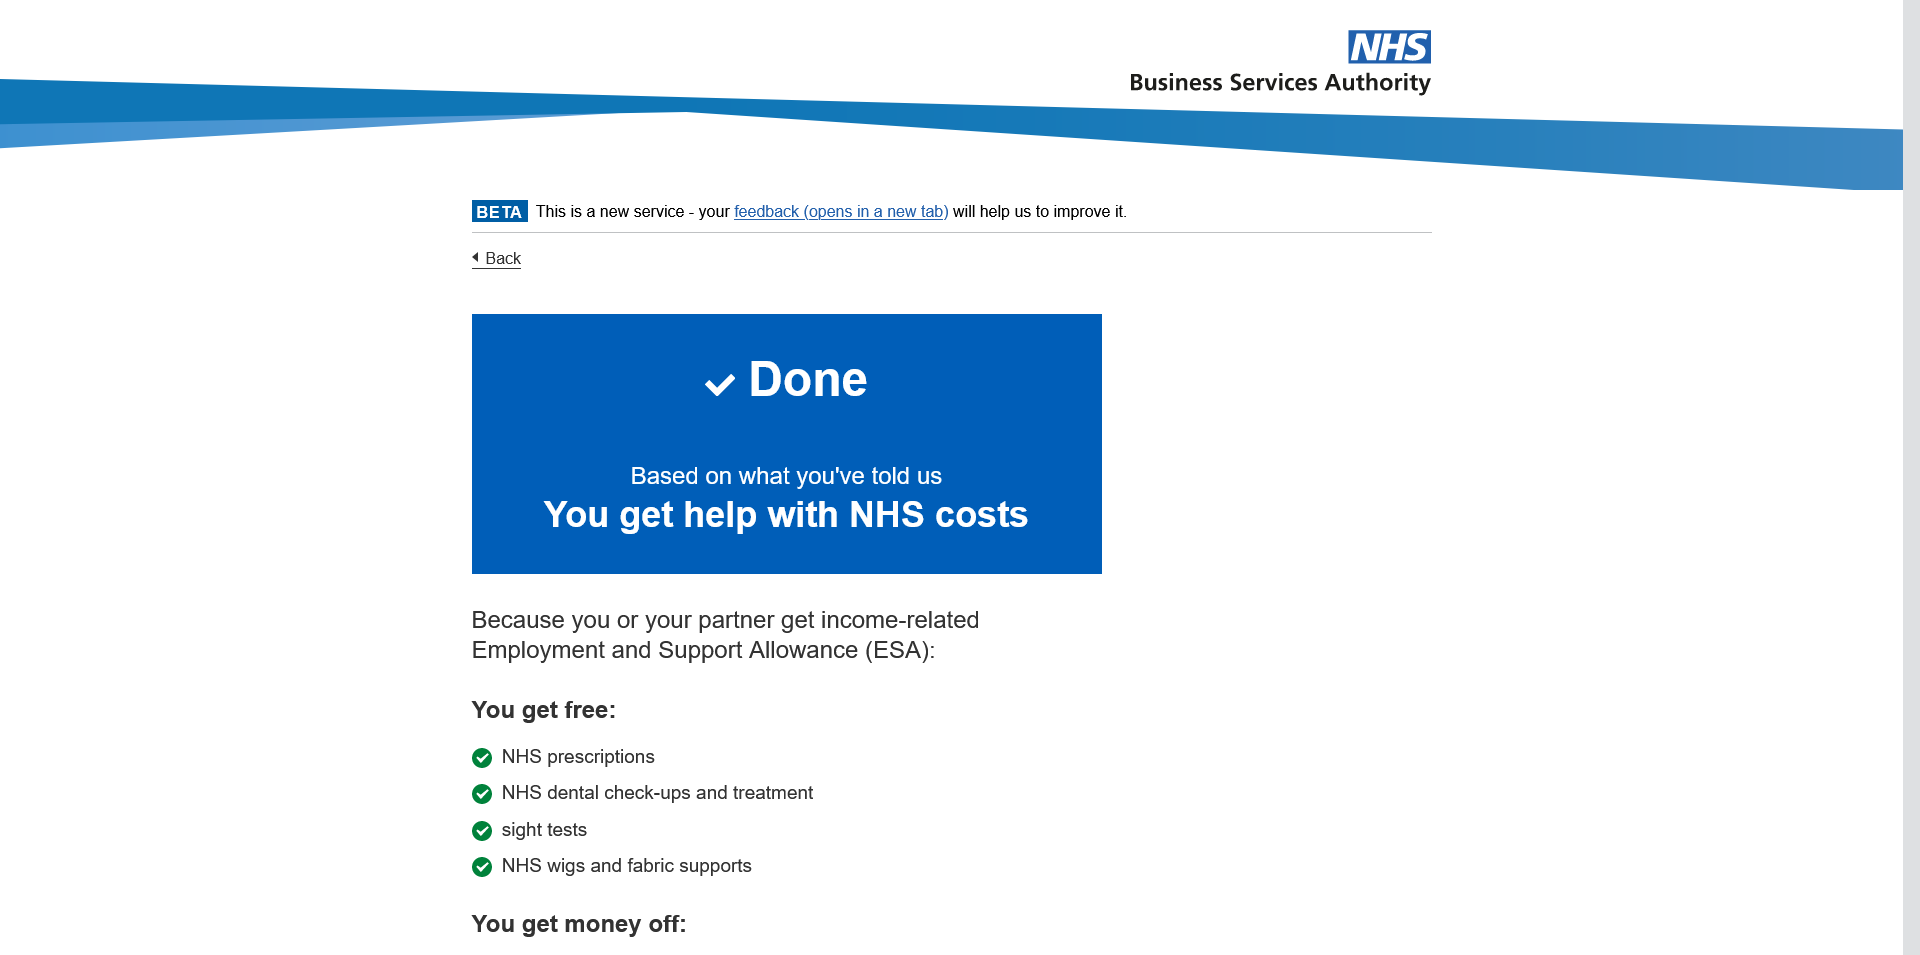 NHS
Business Services Authority
BETA This is a new service - your feedback (opens in a new tab) will help us to improve it.
Back
Done
Based on what you've told us
You get help with NHS costs
Because you or your partner get income-related
Employment and Support Allowance (ESA):
You get free:
NHS prescriptions
NHS dental check-ups and treatment
sight tests
NHS wigs and fabric supports
You get money off: